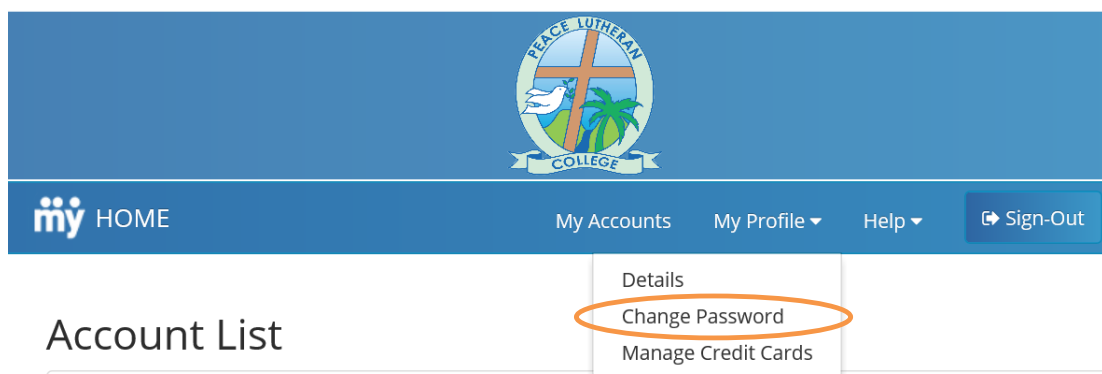 PEACE LUTHERAN
COLLEGE
my HOME
My Accounts
My Profile
Help
Sign-Out
Details
Change Password
Manage Credit Cards
Account List